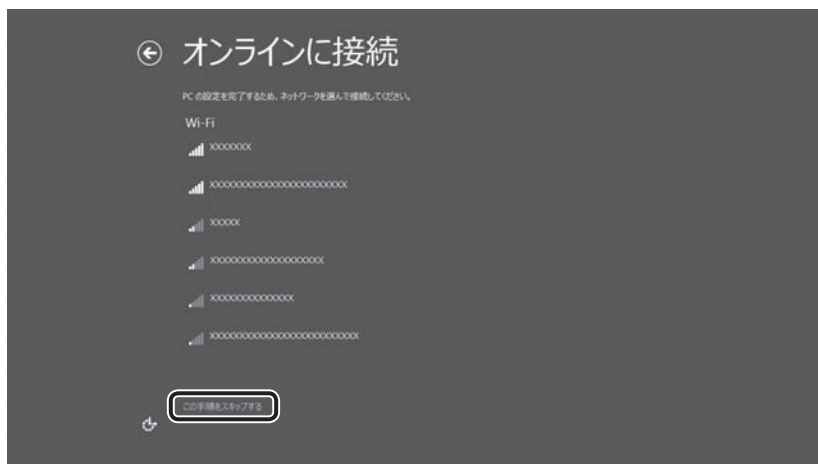 オンラインに接続
PC の設定を完了するため、ネットワークを選んで接続してください。
Wi-Fi
XXXXXXX
XXXXXXXXXXXXXXXXXXXXXXX
XXXXX
XXXXXXXXXXXXXXXXXXX
XXXXXXXXXXXXXX
XXXXXXXXXXXXXXXXXXXXXXXXX
この手順をスキップする